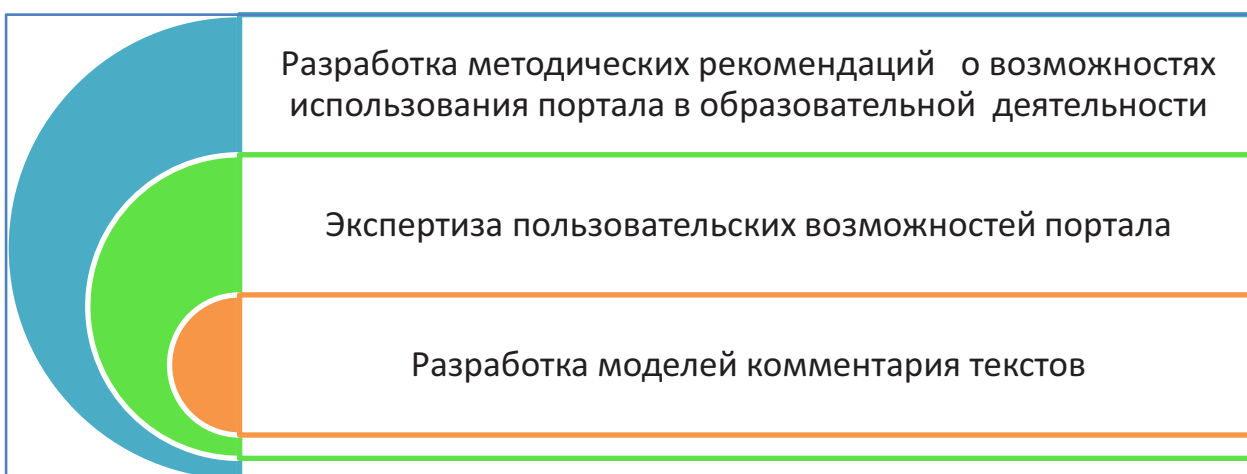 Разработка методических рекомендаций о возможностях
использования портала в образовательной деятельности
Экспертиза пользовательских возможностей портала
Разработка моделей комментария текстов